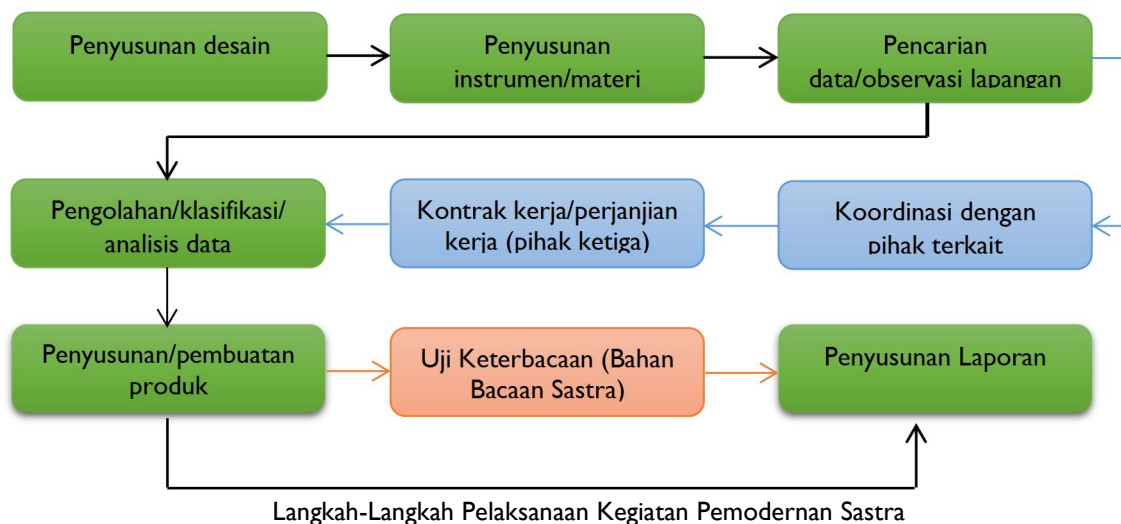 Penyusunan desain
Penyusunan
instrumen/materi
Pencarian
data/observasi lapangan
Pengolahan/klasifikasi/
analisis data
Kontrak kerja/perjanjian
kerja (pihak ketiga)
Koordinasi dengan
pihak terkait
Penyusunan/pembuatan
produk
Uji Keterbacaan (Bahan
Bacaan Sastra)
Penyusunan Laporan
Langkah-Langkah Pelaksanaan Kegiatan Pemodernan Sastra